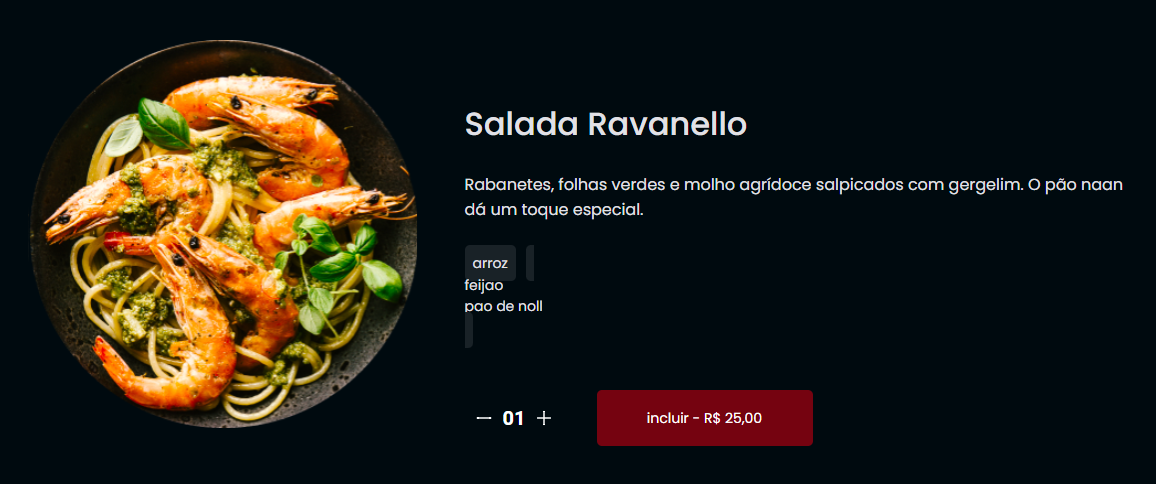 Salada Ravanello
Rabanetes, folhas verdes e molho agrídoce salpicados com gergelim. O pão naan
dá um toque especial.
arroz
feijao
pao de noll
01
incluir - R$ 25,00